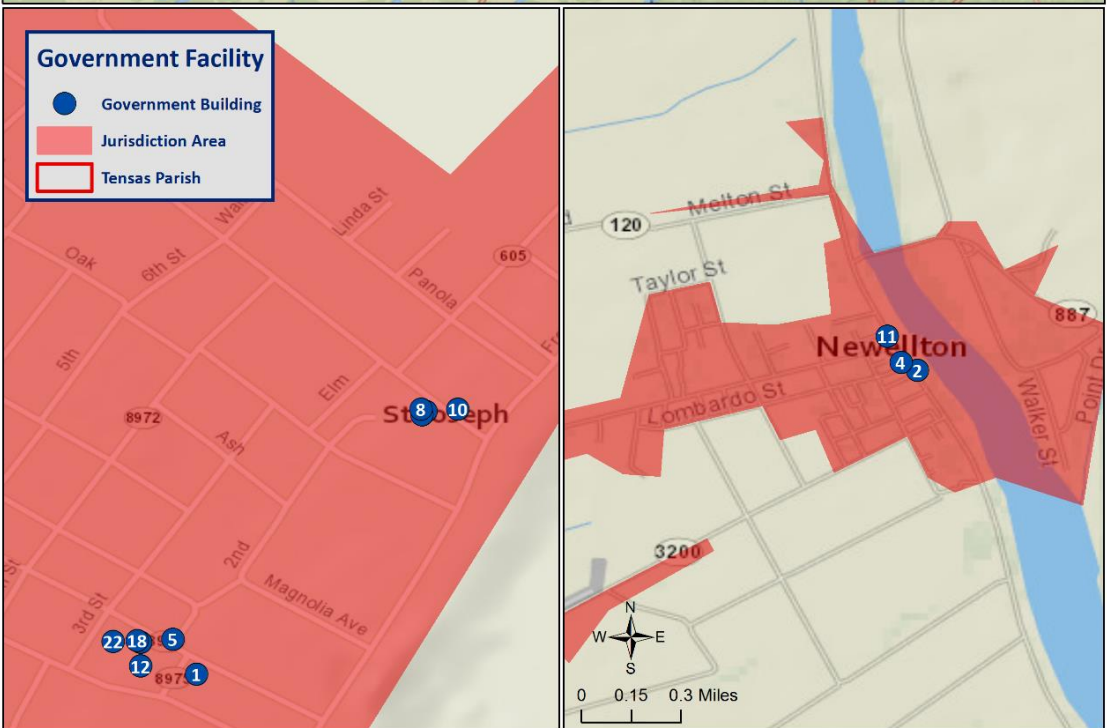 Government Facility
Government Building
Jurisdiction Area
Tensas Parish
Linda St
Oak
6th St
605
Panola
5th
Elm
8 10
8972
Ash
2nd
Magnolia Ave
3rd St
22 18 5
12
1
Melton St
120
Taylor St
887
11
Newellton
4 2
Lombardo St
Walker St
3200
N
W E
S
0 0.15 0.3 Miles